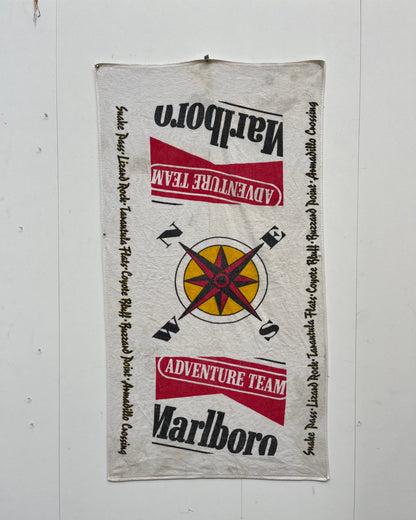 Marlboro
ADVENTURE TEAM
N
E
W
S
ADVENTURE TEAM
Marlboro
Snake Pass · Lizard Rock · Tarantula Flats · Coyote Bluff · Buzzard Point · Armadillo Crossing
Snake Pass · Lizard Rock · Tarantula Flats · Coyote Bluff · Buzzard Point · Armadillo Crossing